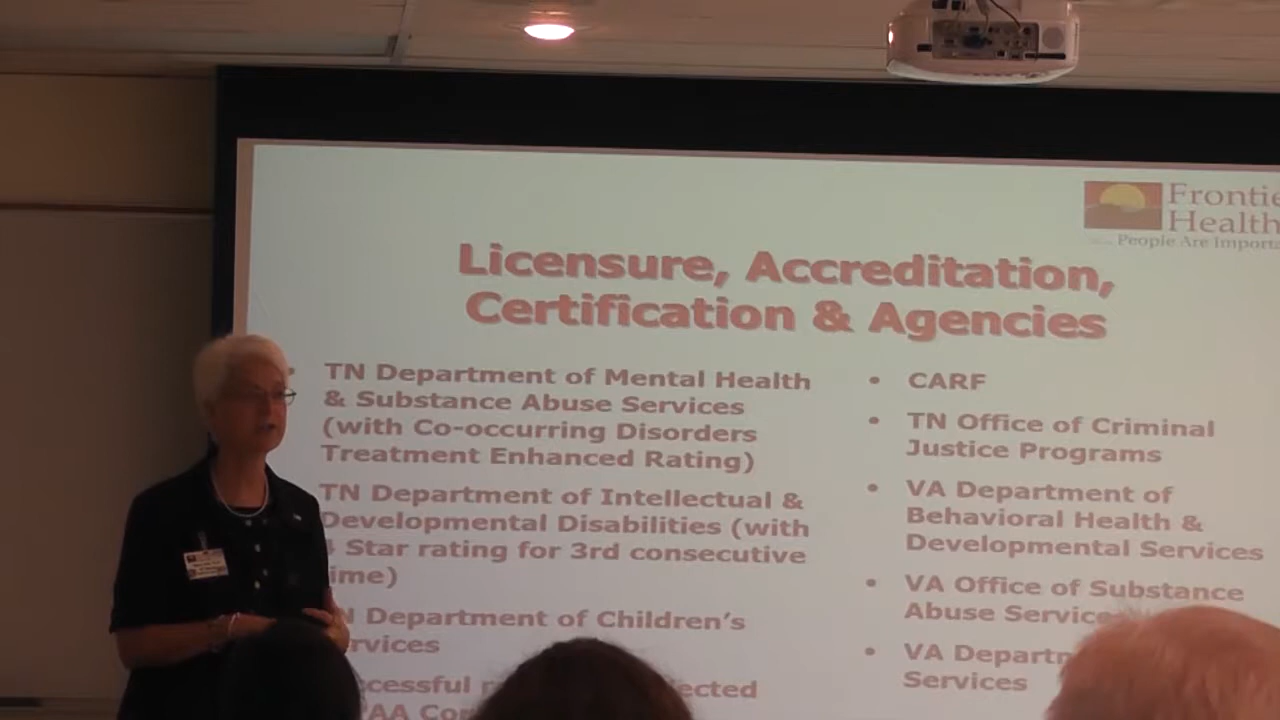 Frontie
Health
People Are Importa
Licensure, Accreditation,
Certification & Agencies
• TN Department of Mental Health
& Substance Abuse Services
(with Co-occurring Disorders
Treatment Enhanced Rating)
TN Department of Intellectual &
Developmental Disabilities (with
Star rating for 3rd consecutive
ime)
N Department of Children's
rvices
ccessful
ected
AA
• CARF
• TN Office of Criminal
Justice Programs
• VA Department of
Behavioral Health &
Developmental Services
• VA Office of Substance
Abuse Service
• VA Departm
Services